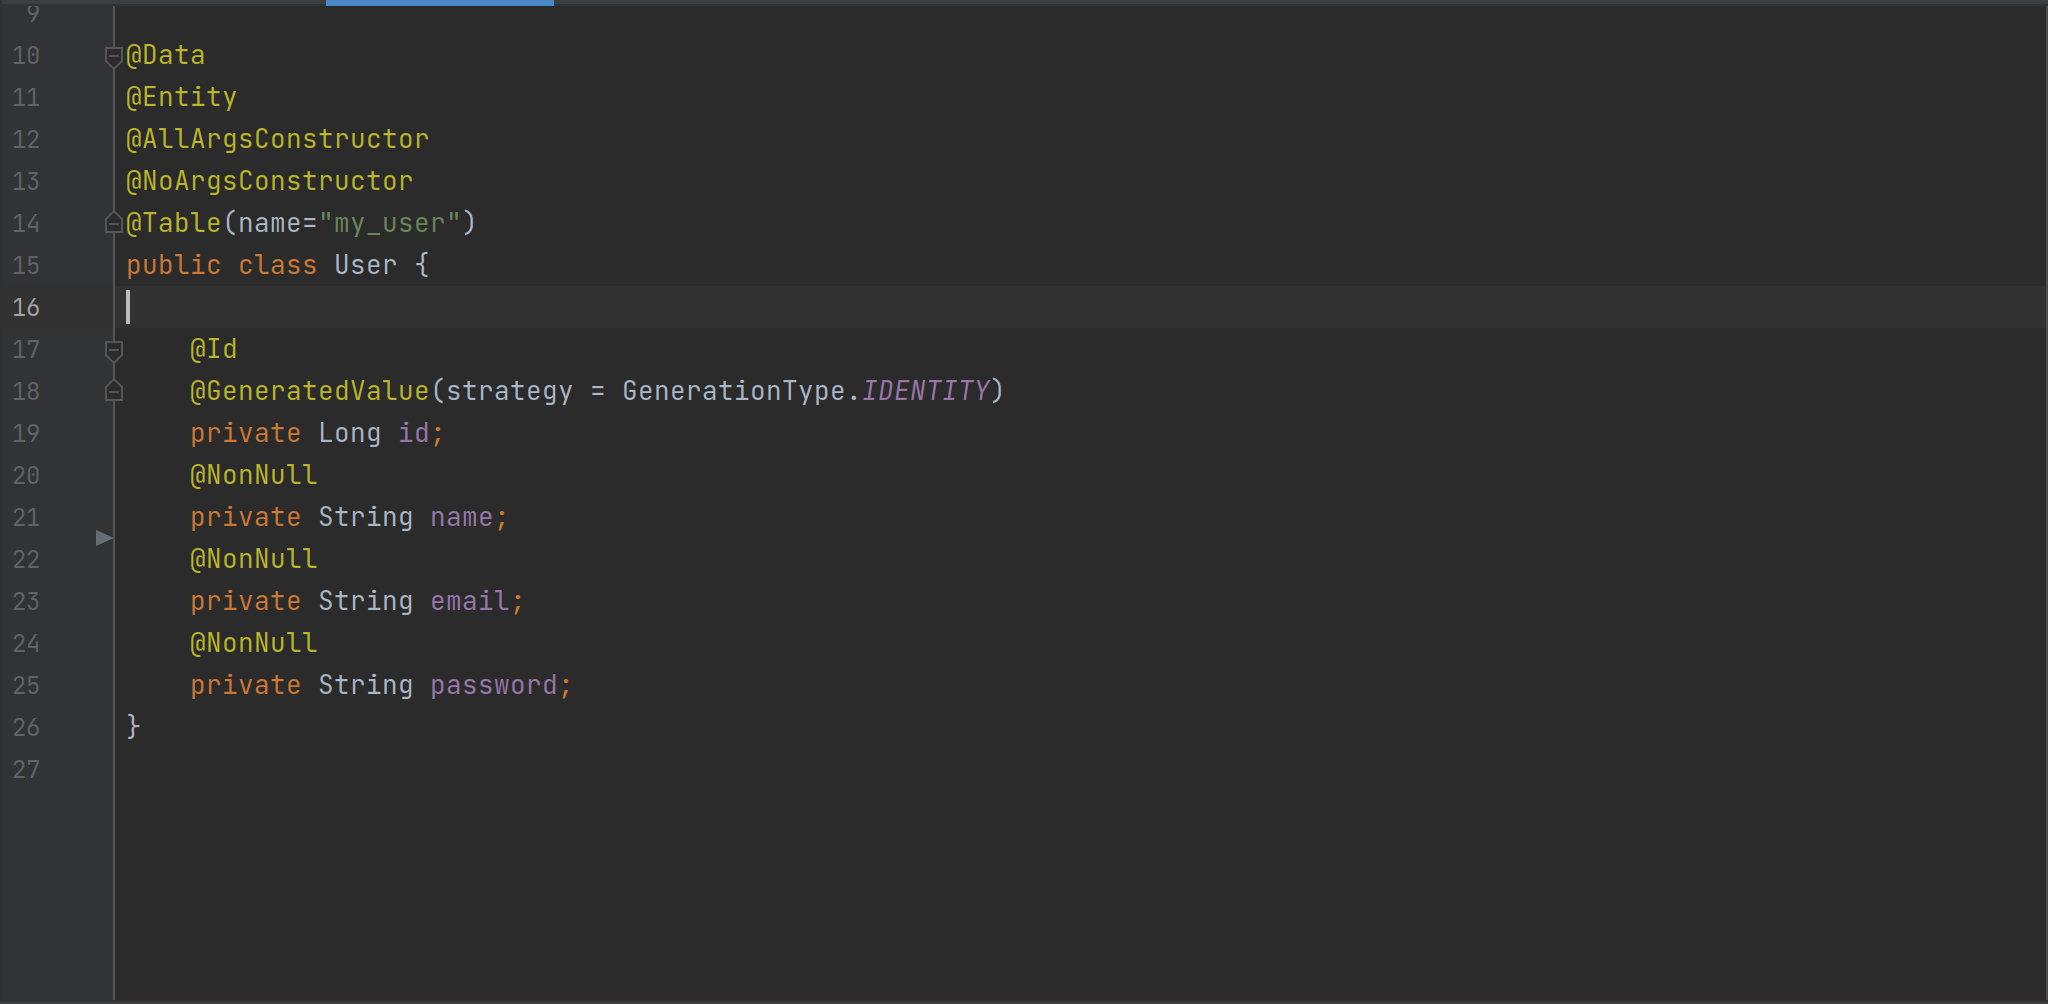 9
10 @Data
11 @Entity
12 @AllArgsConstructor
13 @NoArgsConstructor
14 @Table(name="my_user")
15 public class User {
16
17 @Id
18 @GeneratedValue(strategy = GenerationType.IDENTITY)
19 private Long id;
20 @NonNull
21 private String name;
22 @NonNull
23 private String email;
24 @NonNull
25 private String password;
26 }
27